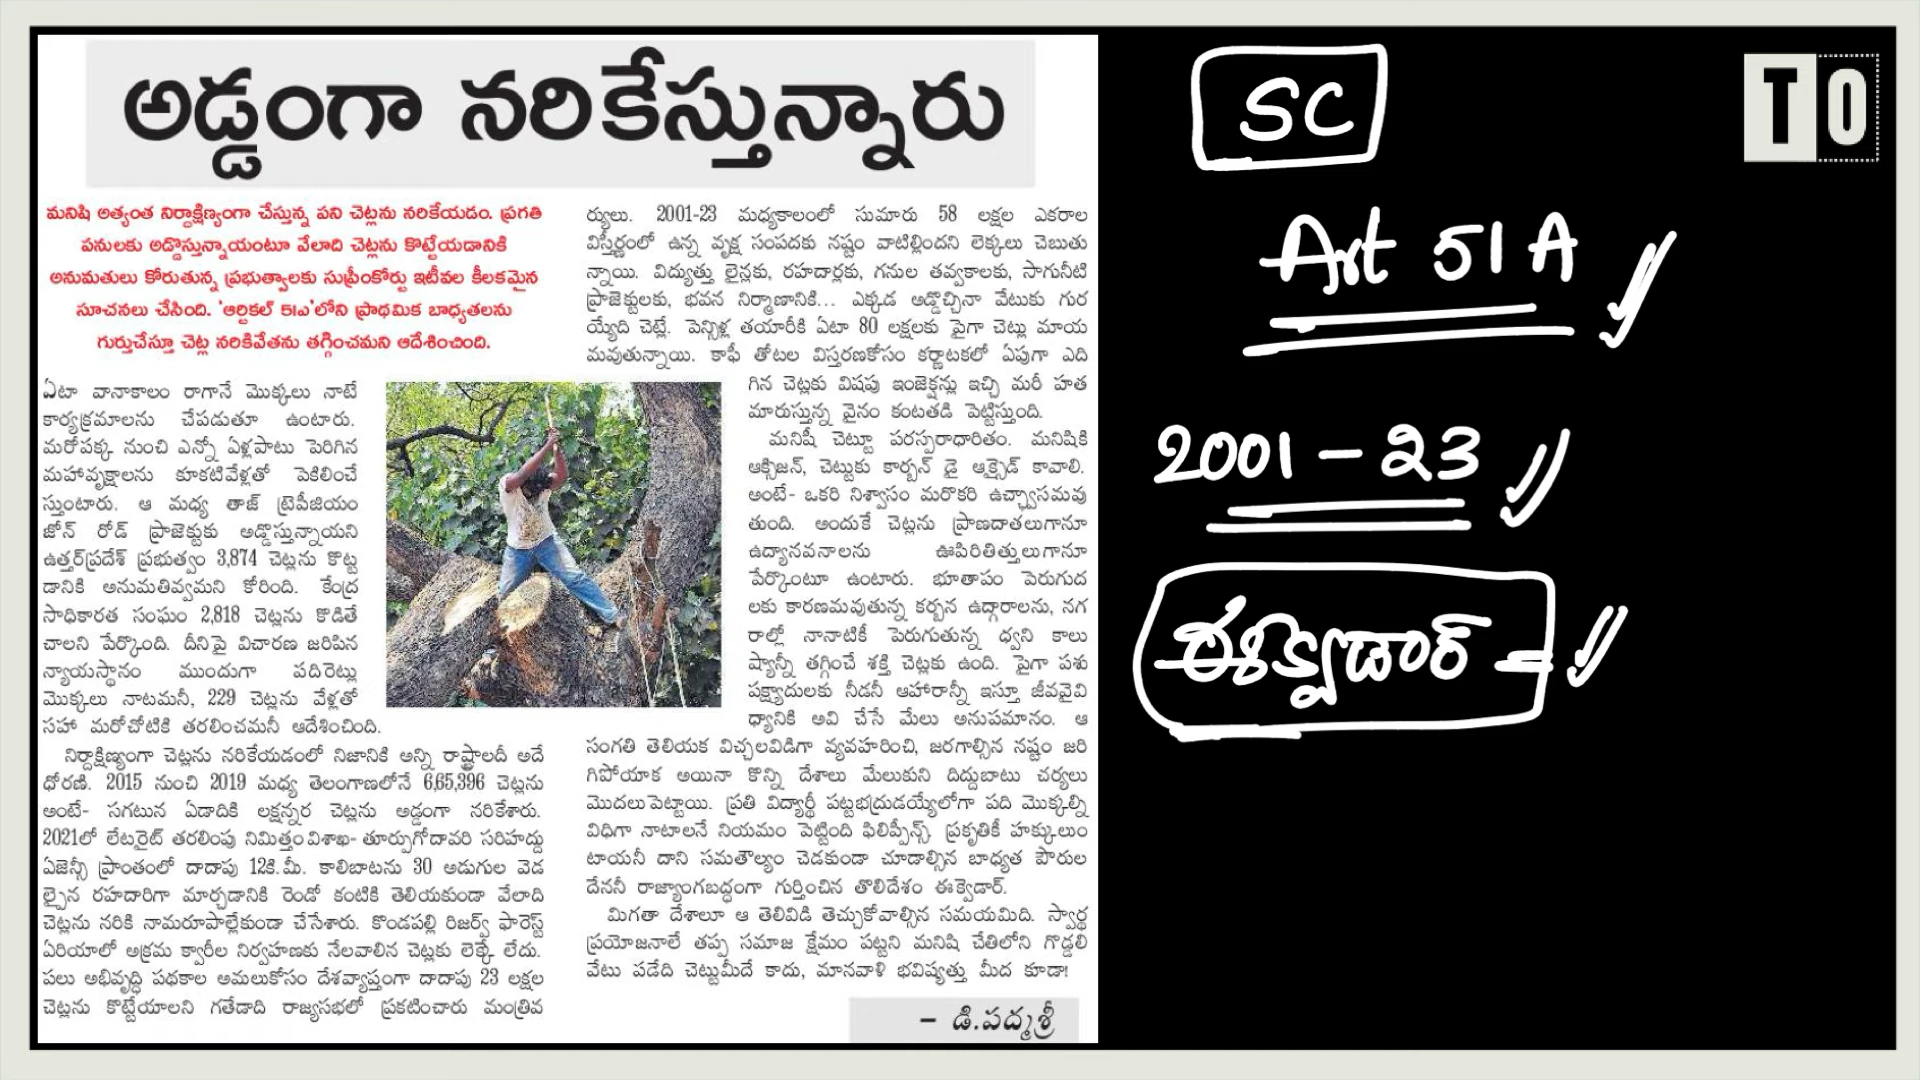 అడ్డంగా నరికేస్తున్నారు
మనిషి అత్యంత నిర్దాక్షిణ్యంగా చేస్తున్న పని చెట్లను నరికేయడం. ప్రగతి
పనులకు అడ్డొస్తున్నాయంటూ వేలాది చెట్లను కొట్టేయడానికి
అనుమతులు కోరుతున్న ప్రభుత్వాలకు సుప్రీంకోర్టు ఇటీవల కీలకమైన
సూచనలు చేసింది. 'ఆర్టికల్ 51ఎ'లోని ప్రాథమిక బాధ్యతలను
గుర్తుచేస్తూ చెట్ల నరికివేతను తగ్గించమని ఆదేశించింది.
ఏటా వానాకాలం రాగానే మొక్కలు నాటే
కార్యక్రమాలను చేపడుతూ ఉంటారు.
మరోపక్క నుంచి ఎన్నో ఏళ్లపాటు పెరిగిన
మహావృక్షాలను కూకటివేళ్లతో పెకిలించే
స్తుంటారు. ఆ మధ్య తాజ్ ట్రెపీజియం
జోన్ రోడ్ ప్రాజెక్టుకు అడ్డొస్తున్నాయని
ఉత్తర్‌ప్రదేశ్ ప్రభుత్వం 3,874 చెట్లను కొట్ట
డానికి అనుమతివ్వమని కోరింది. కేంద్ర
సాధికారత సంఘం 2,818 చెట్లను కొడితే
చాలని పేర్కొంది. దీనిపై విచారణ జరిపిన
న్యాయస్థానం ముందుగా పదిరెట్లు
మొక్కలు నాటమనీ, 229 చెట్లను వేళ్లతో
సహా మరోచోటికి తరలించమనీ ఆదేశించింది.
నిర్దాక్షిణ్యంగా చెట్లను నరికేయడంలో నిజానికి అన్ని రాష్ట్రాలదీ అదే
ధోరణి. 2015 నుంచి 2019 మధ్య తెలంగాణలోనే 6,65,396 చెట్లను
అంటే- సగటున ఏడాదికి లక్షన్నర చెట్లను అడ్డంగా నరికేశారు.
2021లో లేటరైట్ తరలింపు నిమిత్తం విశాఖ- తూర్పుగోదావరి సరిహద్దు
ఏజెన్సీ ప్రాంతంలో దాదాపు 12కి.మీ. కాలిబాటను 30 అడుగుల వెడ
ల్పైన రహదారిగా మార్చడానికి రెండో కంటికి తెలియకుండా వేలాది
చెట్లను నరికి నామరూపాల్లేకుండా చేసేశారు. కొండపల్లి రిజర్వ్ ఫారెస్ట్
ఏరియాలో అక్రమ క్వారీల నిర్వహణకు నేలవాలిన చెట్లకు లెక్కే లేదు.
పలు అభివృద్ధి పథకాల అమలుకోసం దేశవ్యాప్తంగా దాదాపు 23 లక్షల
చెట్లను కొట్టేయాలని గతేడాది రాజ్యసభలో ప్రకటించారు మంత్రివ
ర్యులు. 2001-23 మధ్యకాలంలో సుమారు 58 లక్షల ఎకరాల
విస్తీర్ణంలో ఉన్న వృక్ష సంపదకు నష్టం వాటిల్లిందని లెక్కలు చెబుతు
న్నాయి. విద్యుత్తు లైన్లకు, రహదార్లకు, గనుల తవ్వకాలకు, సాగునీటి
ప్రాజెక్టులకు, భవన నిర్మాణానికి... ఎక్కడ అడ్డొచ్చినా వేటుకు గుర
య్యేది చెట్లే. పెన్సిళ్ల తయారీకి ఏటా 80 లక్షలకు పైగా చెట్లు మాయ
మవుతున్నాయి. కాఫీ తోటల విస్తరణకోసం కర్ణాటకలో ఏపుగా ఎది
గిన చెట్లకు విషపు ఇంజెక్షన్లు ఇచ్చి మరీ హత
మారుస్తున్న వైనం కంటతడి పెట్టిస్తుంది.
మనిషీ చెట్టూ పరస్పరాధారితం. మనిషికి
ఆక్సిజన్, చెట్టుకు కార్బన్ డై ఆక్సైడ్ కావాలి.
అంటే- ఒకరి నిశ్వాసం మరొకరి ఉచ్ఛ్వాసమవు
తుంది. అందుకే చెట్లను ప్రాణదాతలుగానూ
ఉద్యానవనాలను ఊపిరితిత్తులుగానూ
పేర్కొంటూ ఉంటారు. భూతాపం పెరుగుద
లకు కారణమవుతున్న కర్బన ఉద్గారాలను, నగ
రాల్లో నానాటికీ పెరుగుతున్న ధ్వని కాలు
ష్యాన్నీ తగ్గించే శక్తి చెట్లకు ఉంది. పైగా పశు
పక్ష్యాదులకు నీడనీ ఆహారాన్నీ ఇస్తూ జీవవైవి
ధ్యానికి అవి చేసే మేలు అనుపమానం. ఆ
సంగతి తెలియక విచ్చలవిడిగా వ్యవహరించి, జరగాల్సిన నష్టం జరి
గిపోయాక అయినా కొన్ని దేశాలు మేలుకుని దిద్దుబాటు చర్యలు
మొదలుపెట్టాయి. ప్రతి విద్యార్థీ పట్టభద్రుడయ్యేలోగా పది మొక్కల్ని
విధిగా నాటాలనే నియమం పెట్టింది ఫిలిప్పీన్స్. ప్రకృతికీ హక్కులుం
టాయనీ దాని సమతౌల్యం చెడకుండా చూడాల్సిన బాధ్యత పౌరుల
దేననీ రాజ్యాంగబద్ధంగా గుర్తించిన తొలిదేశం ఈక్వెడార్.
మిగతా దేశాలూ ఆ తెలివిడి తెచ్చుకోవాల్సిన సమయమిది. స్వార్థ
ప్రయోజనాలే తప్ప సమాజ క్షేమం పట్టని మనిషి చేతిలోని గొడ్డలి
వేటు పడేది చెట్టుమీదే కాదు, మానవాళి భవిష్యత్తు మీద కూడా!
– డి.పద్మశ్రీ
SC
Art 51A
2001-23
ఈక్వెడార్ -
TO